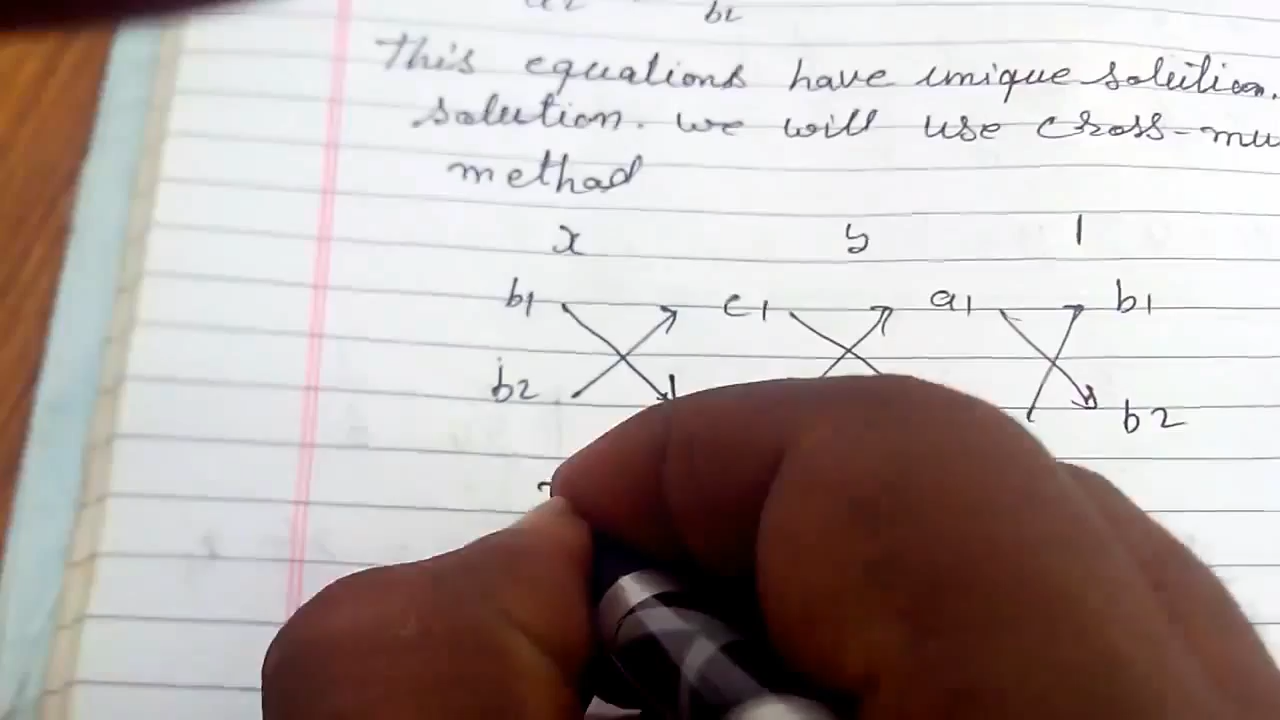 b2
This equations have unique solution.
solution. we will use cross-mu
method
x y 1
b1 c1 a1 b1
b2 b2